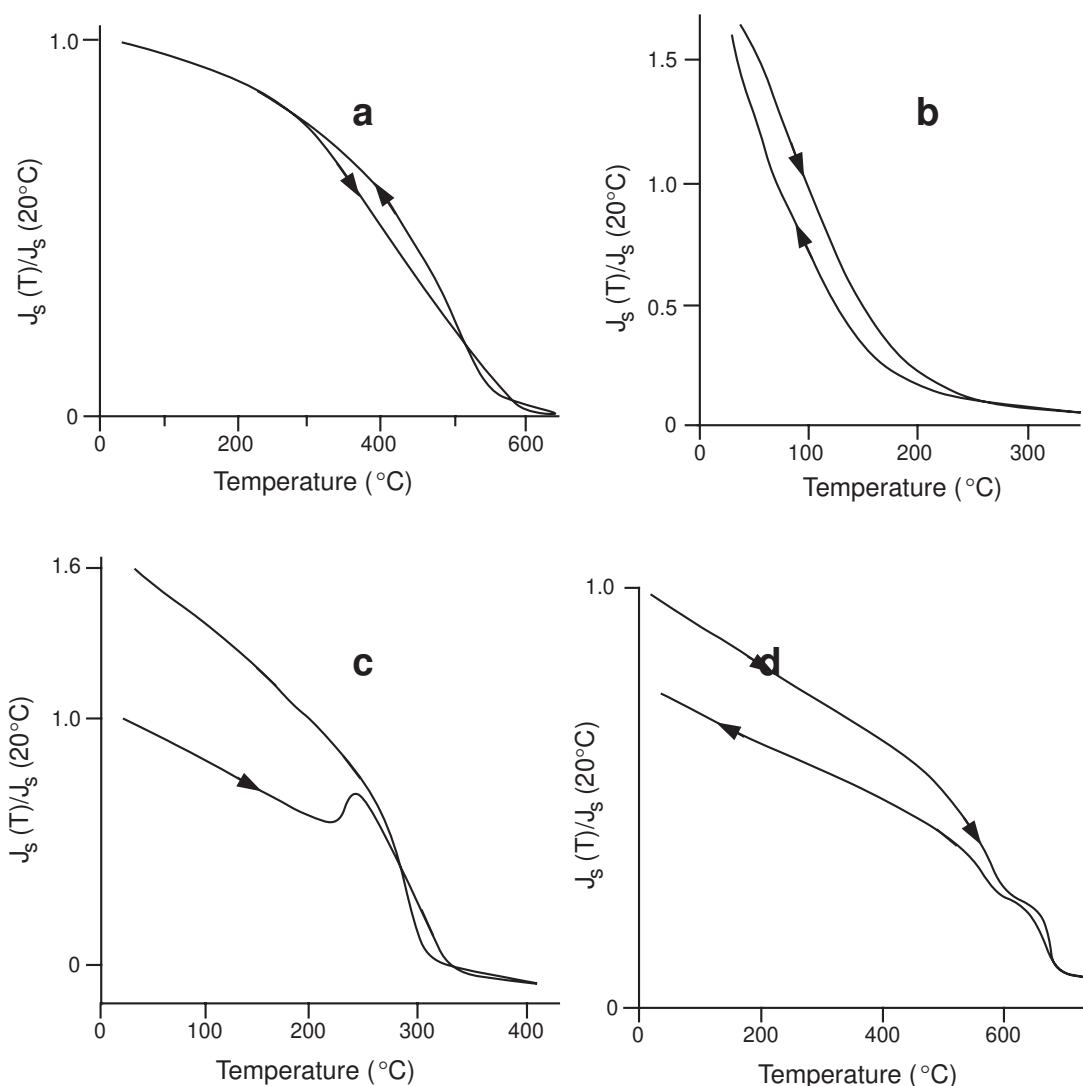 1.0
a
J_s (T)/J_s (20°C)
0
0 200 400 600
Temperature (°C)
1.5
b
1.0
J_s (T)/J_s (20°C)
0.5
0
0 100 200 300
Temperature (°C)
1.6
c
1.0
J_s (T)/J_s (20°C)
0
0 100 200 300 400
Temperature (°C)
1.0
d
J_s (T)/J_s (20°C)
0
0 200 400 600
Temperature (°C)